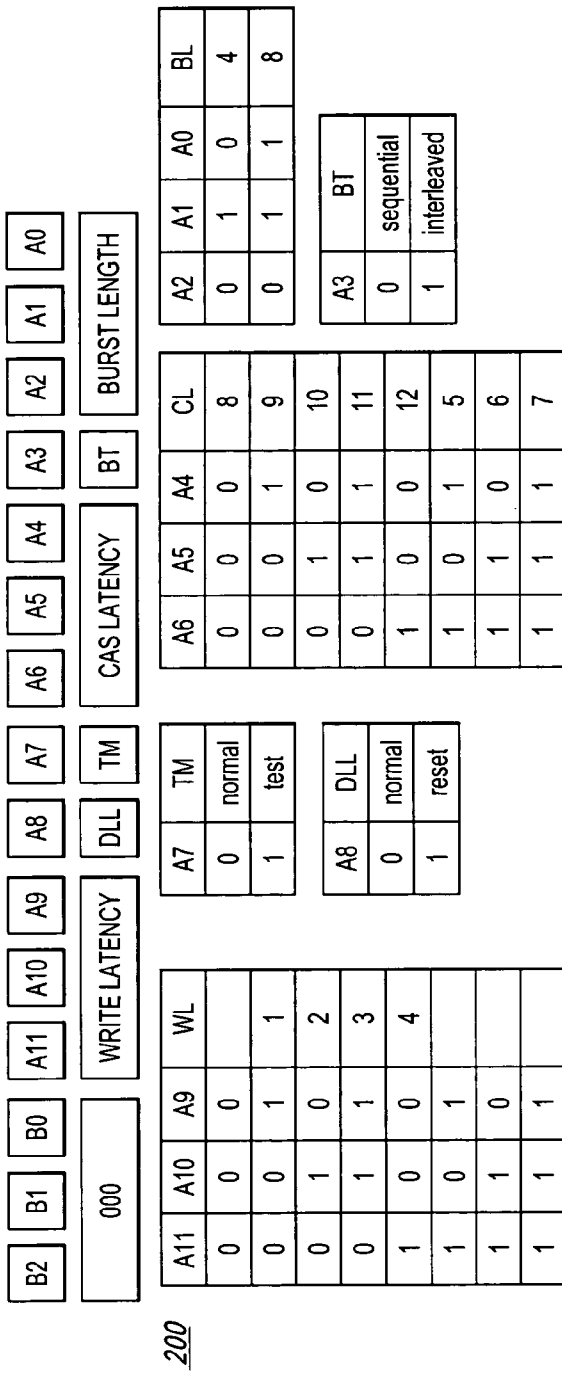 B2 B1 B0 A11 A10 A9 A8 A7 A6 A5 A4 A3 A2 A1 A0
000 WRITE LATENCY DLL TM CAS LATENCY BT BURST LENGTH
200
A11 A10 A9 WL
0 0 0
0 0 1 1
0 1 0 2
0 1 1 3
1 0 0 4
1 0 1
1 1 0
1 1 1
A7 TM
0 normal
1 test
A8 DLL
0 normal
1 reset
A6 A5 A4 CL
0 0 0 8
0 0 1 9
0 1 0 10
0 1 1 11
1 0 0 12
1 0 1 5
1 1 0 6
1 1 1 7
A2 A1 A0 BL
0 1 0 4
0 1 1 8
A3 BT
0 sequential
1 interleaved